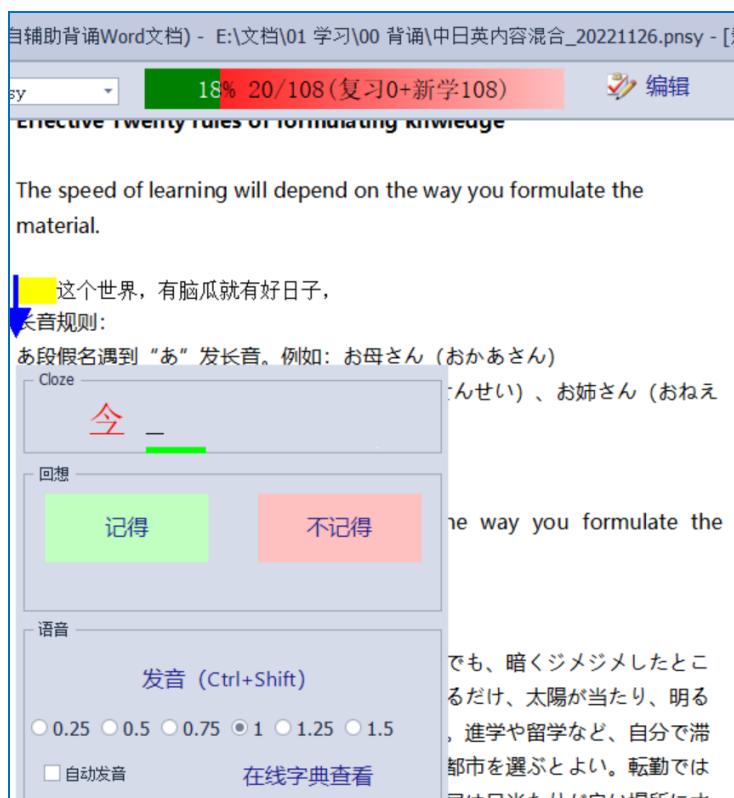 自辅助背诵Word文档) - E:\文档\01 学习\00 背诵\中日英内容混合_20221126.pnsy - [
sy
18% 20/108(复习0+新学108)
编辑
Effective Twenty rules of formulating knwledge
The speed of learning will depend on the way you formulate the
material.
这个世界，有脑瓜就有好日子，
长音规则：
あ段假名遇到“あ”发长音。例如：お母さん（おかあさん）
んせい）、お姉さん（おねえ
Cloze
今 _
回想
记得
不记得
he way you formulate the
语音
发音（Ctrl+Shift）
0.25
0.5
0.75
1
1.25
1.5
自动发音
在线字典查看
でも、暗くジメジメしたとこ
るだけ、太陽が当たり、明る
。進学や留学など、自分で滞
都市を選ぶとよい。転勤では